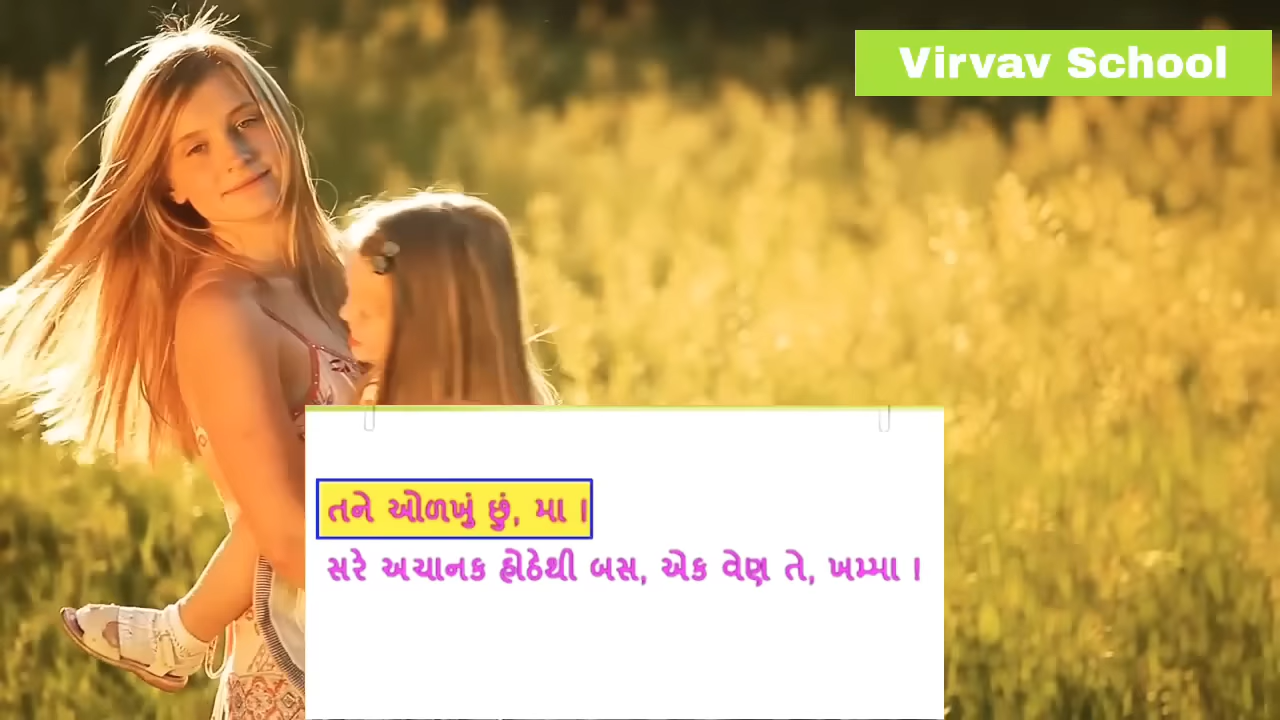 Virvav School
તને ઓળખું છું, મા ।
સરે અચાનક હોઠેથી બસ, એક વેણ તે, ખમ્મા ।